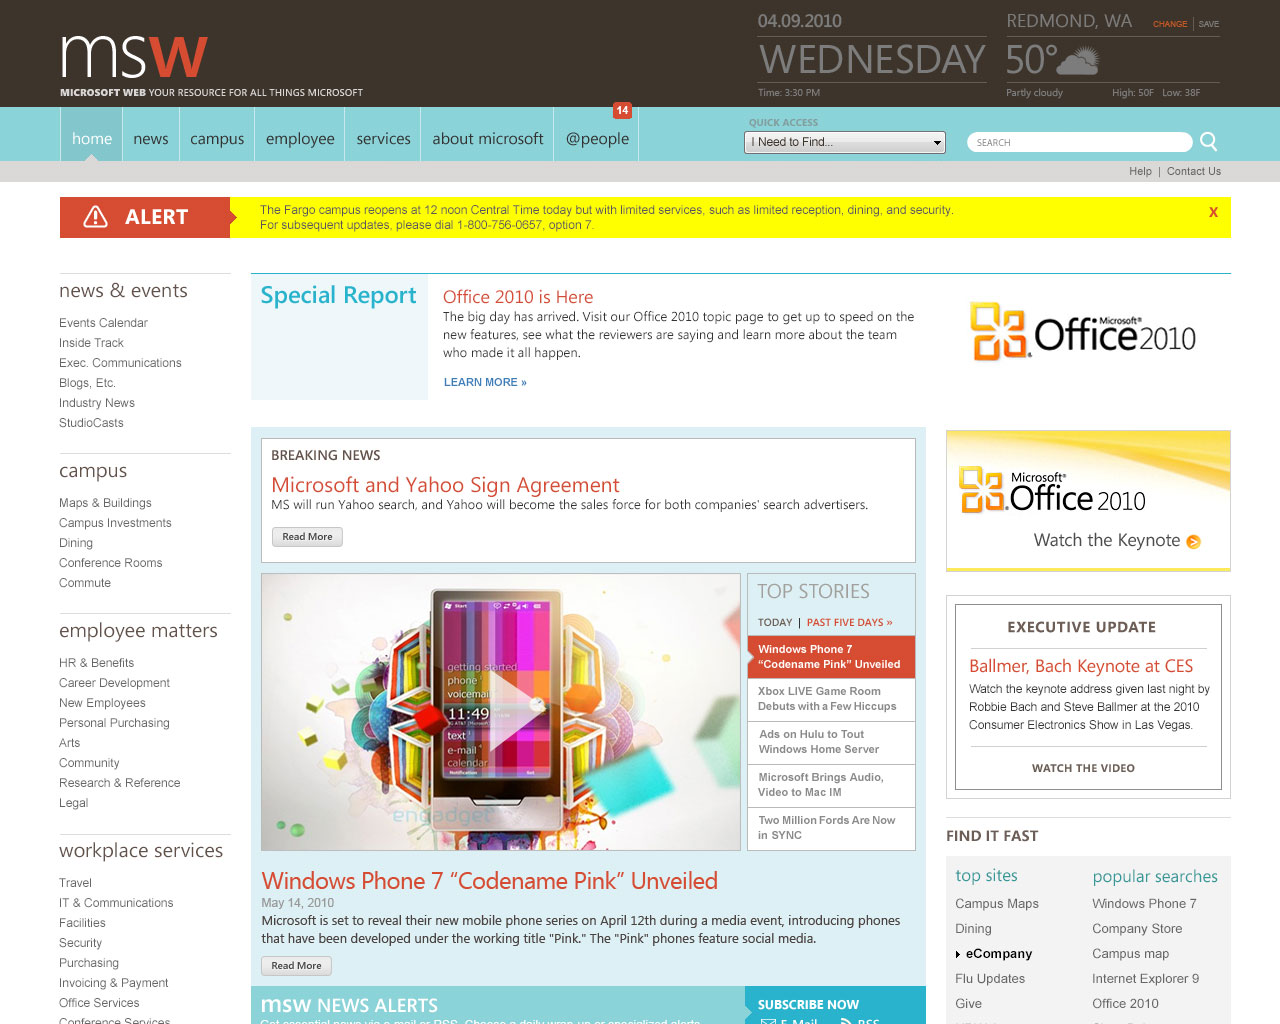 msw
MICROSOFT WEB YOUR RESOURCE FOR ALL THINGS MICROSOFT
04.09.2010
WEDNESDAY
Time: 3:30 PM
REDMOND, WA
CHANGE | SAVE
50°
Partly cloudy High: 50F Low: 38F
home
news
campus
employee
services
about microsoft
@people
14
QUICK ACCESS
I Need to Find...
SEARCH
Help | Contact Us
ALERT
The Fargo campus reopens at 12 noon Central Time today but with limited services, such as limited reception, dining, and security.
For subsequent updates, please dial 1-800-756-0657, option 7.
X
news & events
Events Calendar
Inside Track
Exec. Communications
Blogs, Etc.
Industry News
StudioCasts
campus
Maps & Buildings
Campus Investments
Dining
Conference Rooms
Commute
employee matters
HR & Benefits
Career Development
New Employees
Personal Purchasing
Arts
Community
Research & Reference
Legal
workplace services
Travel
IT & Communications
Facilities
Security
Purchasing
Invoicing & Payment
Office Services
Conference Services
Special Report
Office 2010 is Here
The big day has arrived. Visit our Office 2010 topic page to get up to speed on the
new features, see what the reviewers are saying and learn more about the team
who made it all happen.
LEARN MORE »
Microsoft®
Office 2010
BREAKING NEWS
Microsoft and Yahoo Sign Agreement
MS will run Yahoo search, and Yahoo will become the sales force for both companies' search advertisers.
Read More
Start
getting started
phone
voicemail
11:49
text
e-mail
calendar
Notification Set
engadget
TOP STORIES
TODAY | PAST FIVE DAYS »
Windows Phone 7
“Codename Pink” Unveiled
Xbox LIVE Game Room
Debuts with a Few Hiccups
Ads on Hulu to Tout
Windows Home Server
Microsoft Brings Audio,
Video to Mac IM
Two Million Fords Are Now
in SYNC
Windows Phone 7 “Codename Pink” Unveiled
May 14, 2010
Microsoft is set to reveal their new mobile phone series on April 12th during a media event, introducing phones
that have been developed under the working title "Pink." The "Pink" phones feature social media.
Read More
msw NEWS ALERTS
Get essential news via e-mail or RSS. Choose a daily wrap-up or specialized alerts
SUBSCRIBE NOW
E-Mail RSS
Microsoft®
Office 2010
Watch the Keynote
EXECUTIVE UPDATE
Ballmer, Bach Keynote at CES
Watch the keynote address given last night by
Robbie Bach and Steve Ballmer at the 2010
Consumer Electronics Show in Las Vegas.
WATCH THE VIDEO
FIND IT FAST
top sites
Campus Maps
Dining
eCompany
Flu Updates
Give
popular searches
Windows Phone 7
Company Store
Campus map
Internet Explorer 9
Office 2010